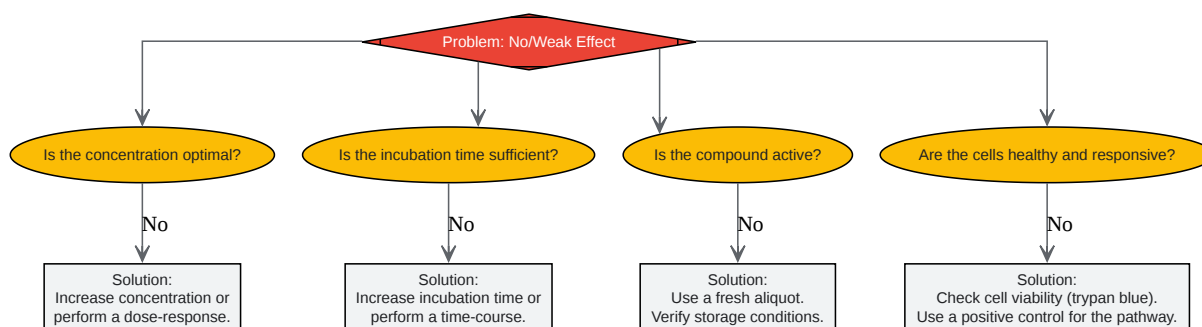 Problem: No/Weak Effect
Is the concentration optimal?
Is the incubation time sufficient?
Is the compound active?
Are the cells healthy and responsive?
No
No
No
No
Solution:
Increase concentration or
perform a dose-response.
Solution:
Increase incubation time or
perform a time-course.
Solution:
Use a fresh aliquot.
Verify storage conditions.
Solution:
Check cell viability (trypan blue).
Use a positive control for the pathway.